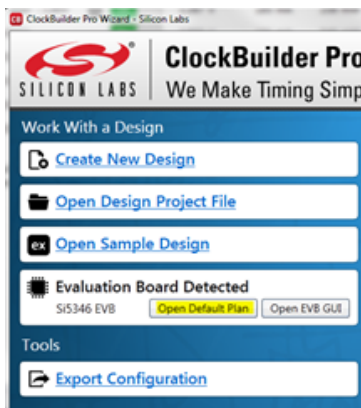 CB ClockBuilder Pro Wizard - Silicon Labs
SILICON LABS
ClockBuilder Pro
We Make Timing Simp
Work With a Design
Create New Design
Open Design Project File
ex Open Sample Design
Evaluation Board Detected
Si5346 EVB Open Default Plan Open EVB GUI
Tools
Export Configuration